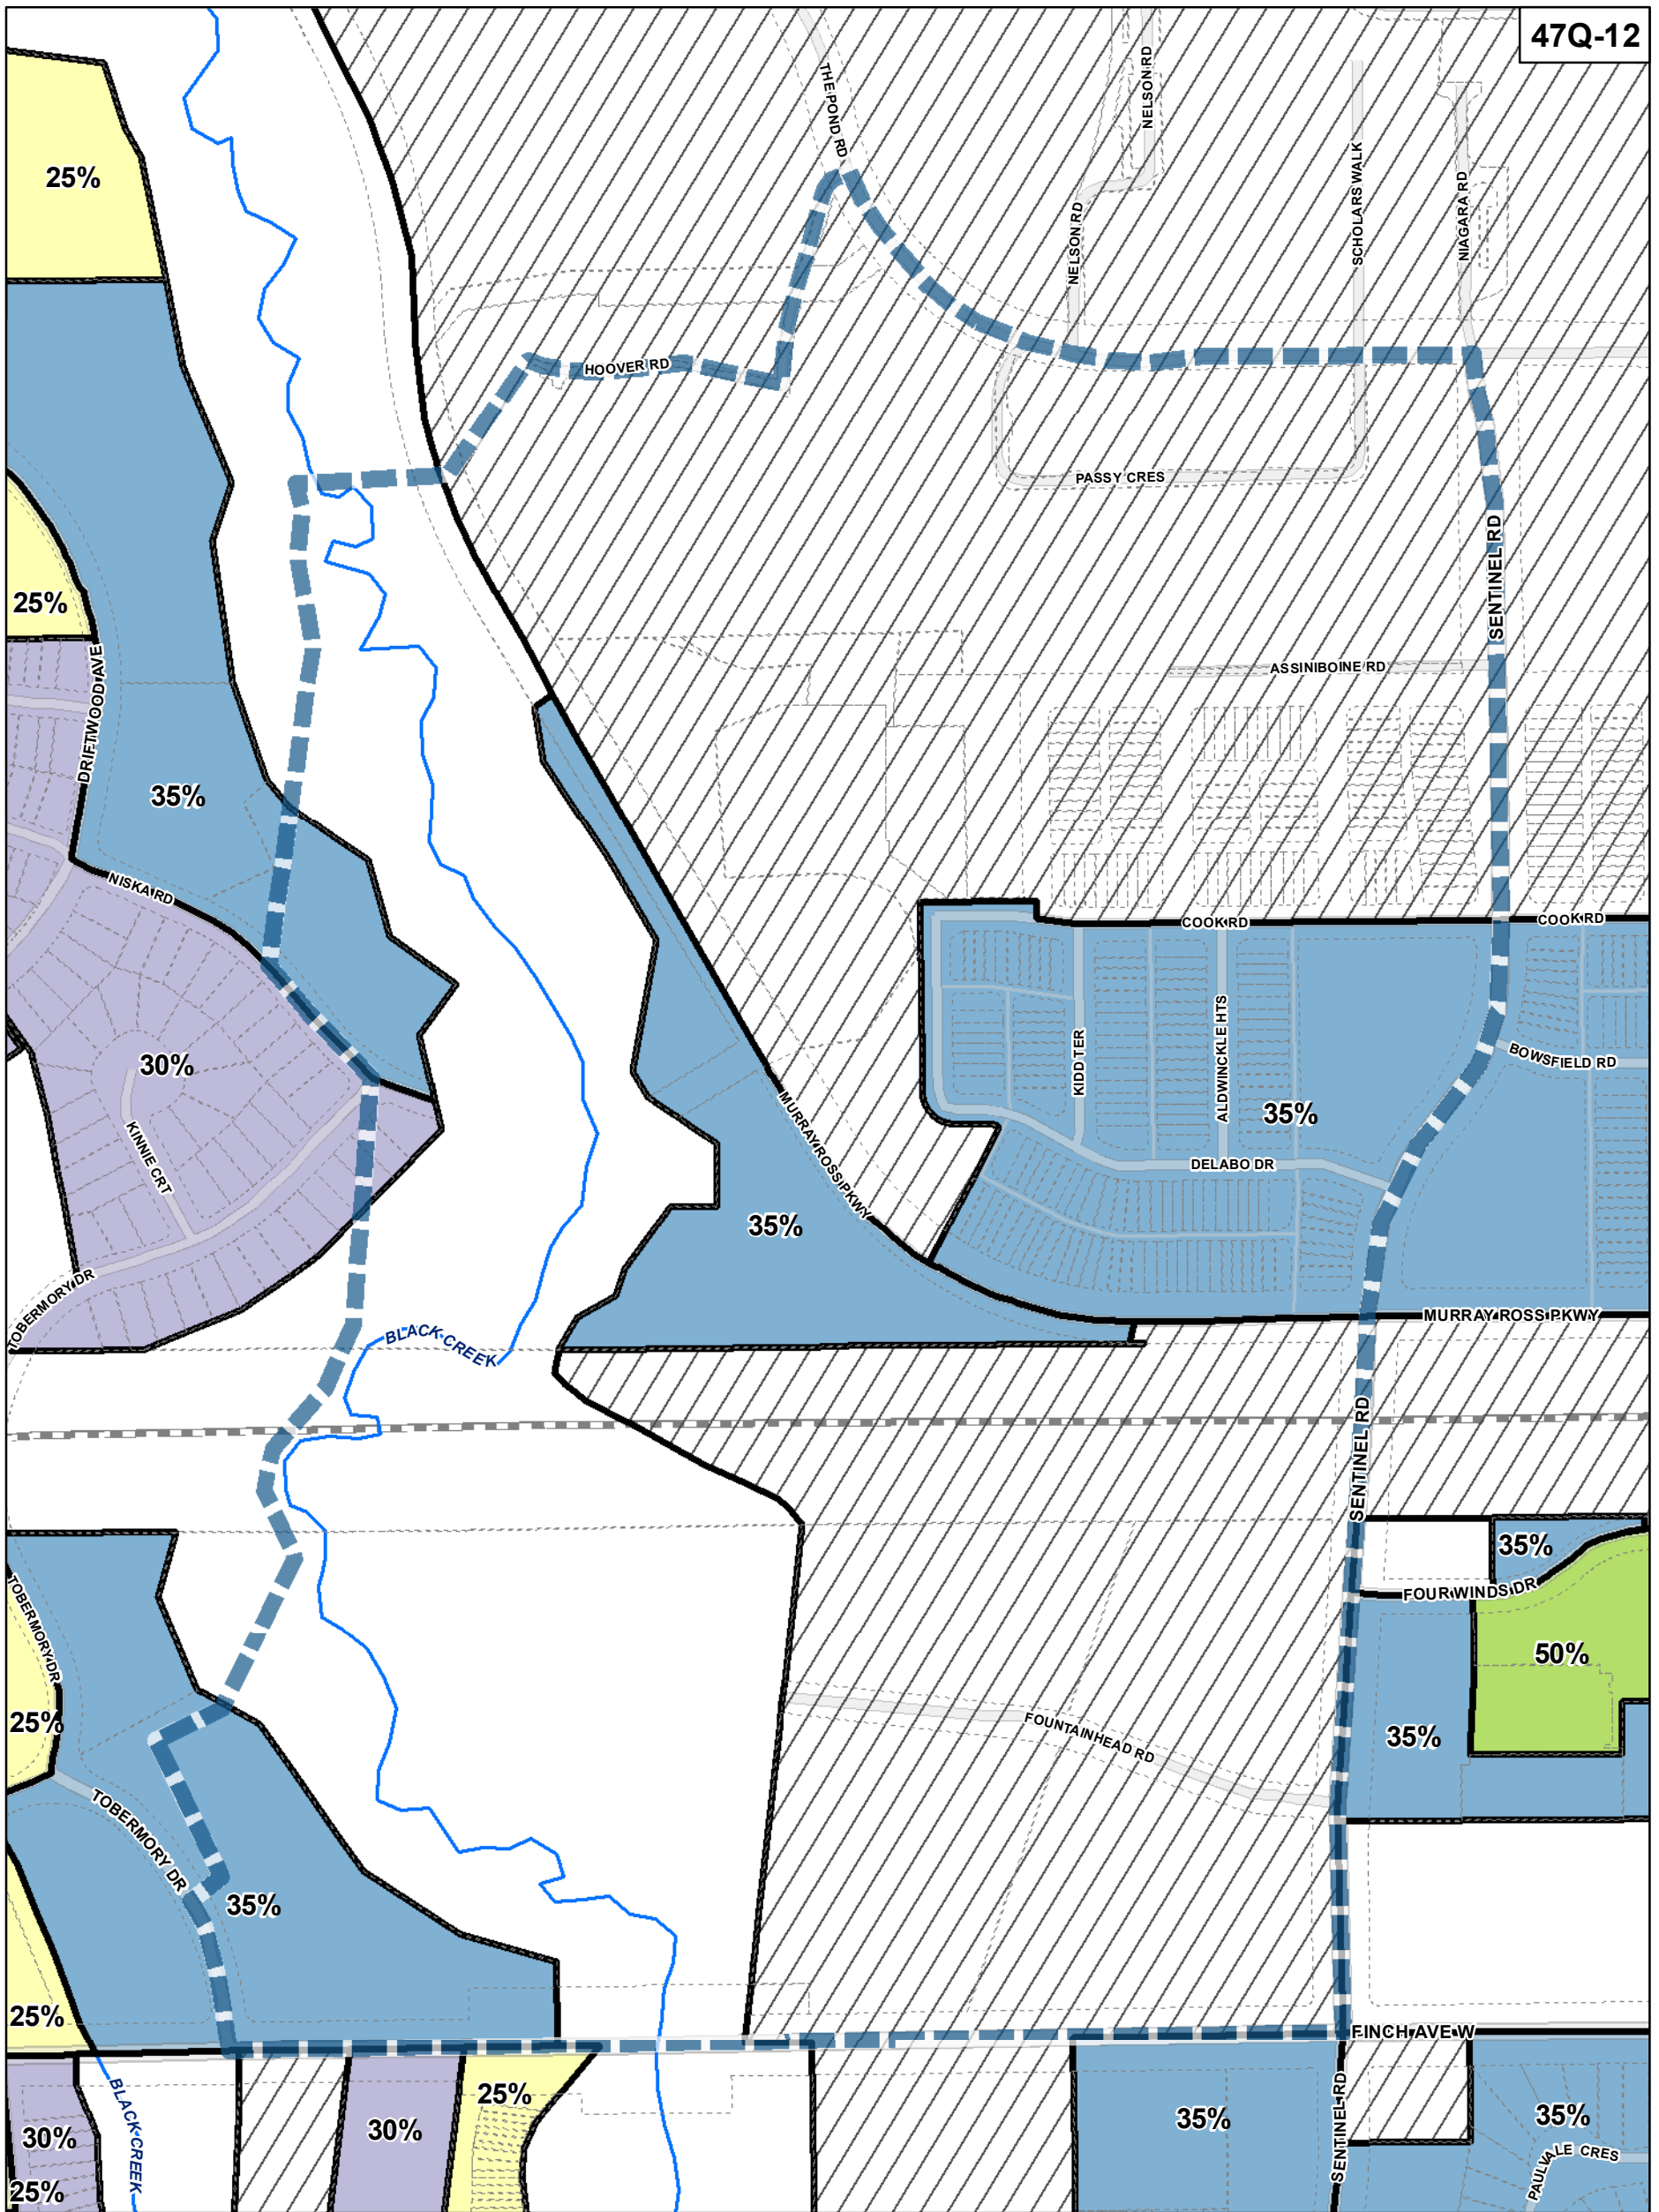 47Q-12
THE POND RD
NELSON RD
25%
SCHOLARS WALK
NIAGARA RD
NELSON RD
HOOVER RD
PASSY CRES
SENTINEL RD
25%
ASSINIBOINE RD
DRIFTWOOD AVE
35%
NISKA RD
COOK RD
COOK RD
KIDD TER
ALDWINCKLE HTS
BOWSFIELD RD
30%
35%
KINNIE CRT
MURRAY ROSS PKWY
DELABO DR
35%
TOBERMORY DR
MURRAY ROSS PKWY
BLACK CREEK
SENTINEL RD
35%
FOUR WINDS DR
TOBERMORY DR
50%
25%
FOUNTAINHEAD RD
35%
TOBERMORY DR
35%
25%
FINCH AVE W
25%
30%
30%
35%
35%
BLACK CREEK
SENTINEL RD
PAULVALE CRES
25%